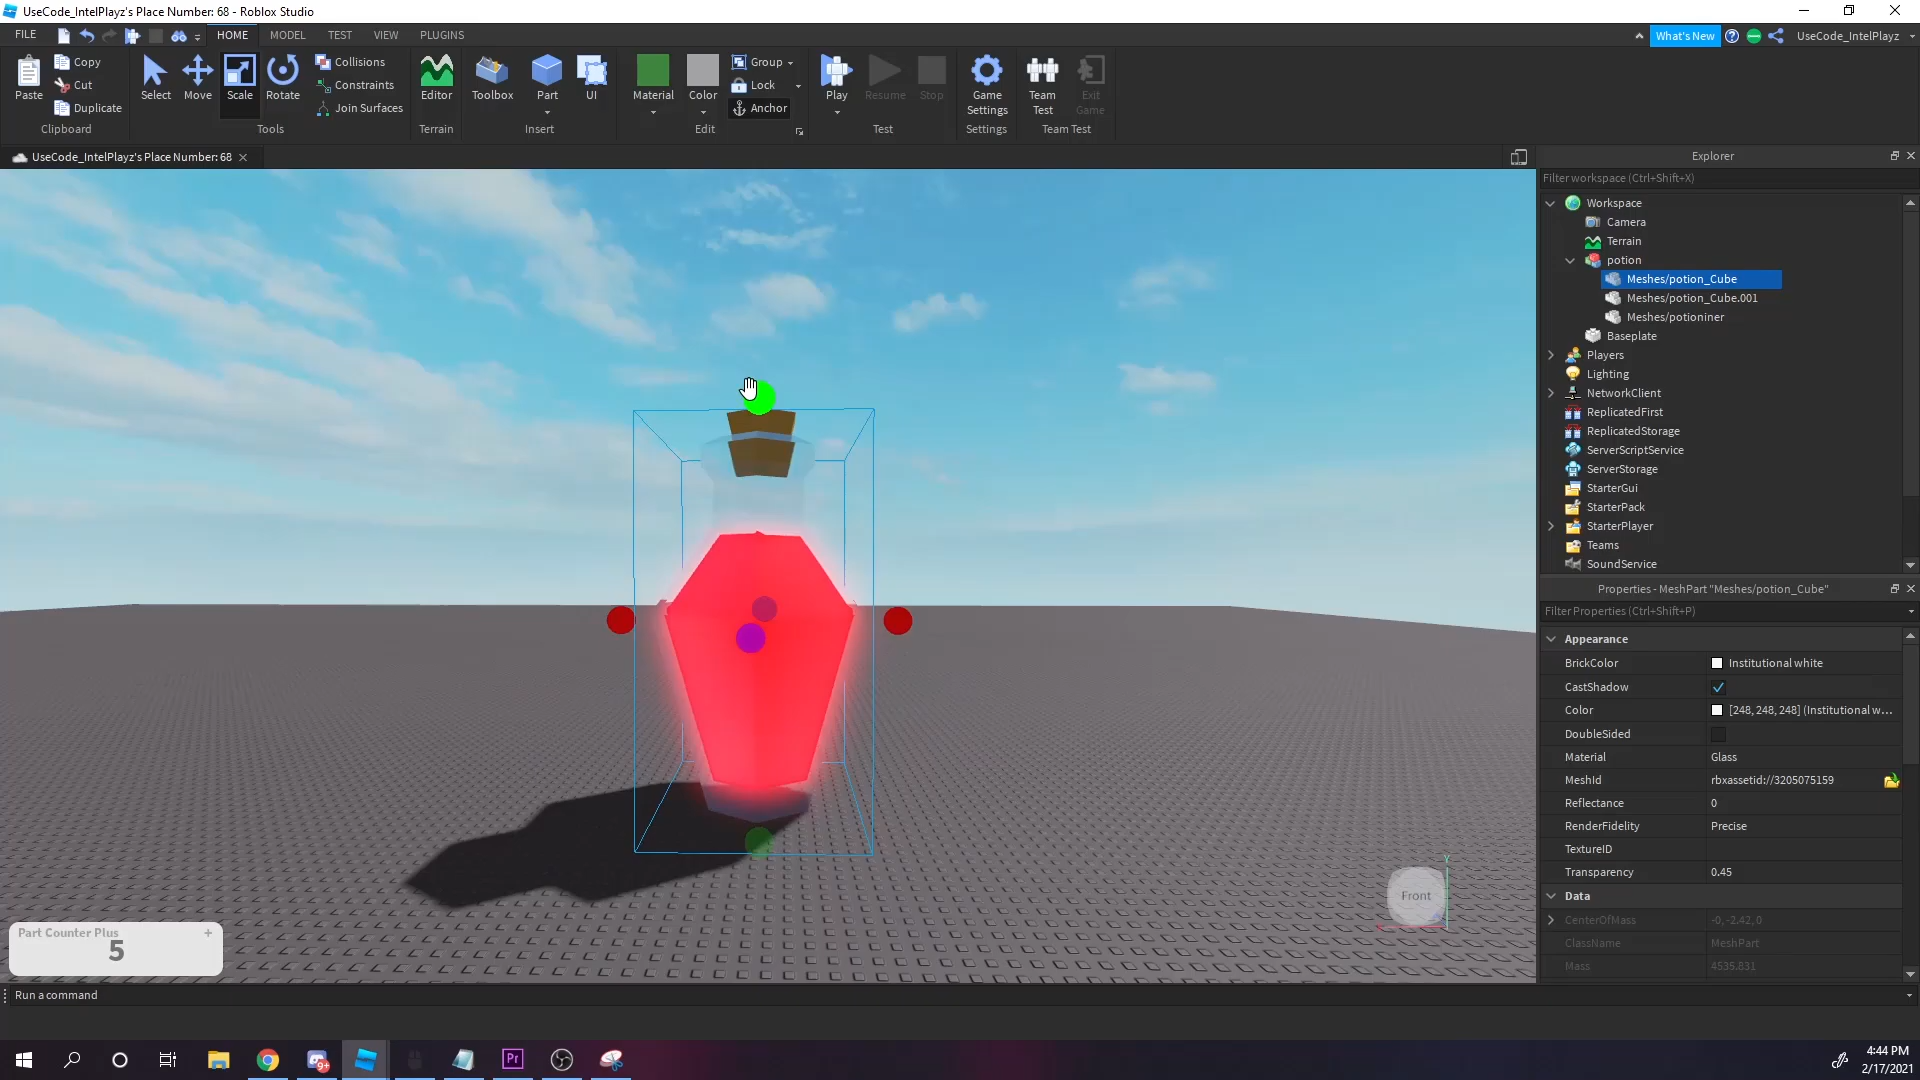 UseCode_IntelPlayz's Place Number: 68 - Roblox Studio
FILE HOME MODEL TEST VIEW PLUGINS What's New UseCode_IntelPlayz
Paste Copy Cut Duplicate
Clipboard
Select Move Scale Rotate
Collisions
Constraints
Join Surfaces
Tools
Editor
Terrain
Toolbox Part UI
Insert
Material Color
Group
Lock
Anchor
Edit
Play Resume Stop
Test
Game Settings
Settings
Team Test
Exit Game
Team Test
UseCode_IntelPlayz's Place Number: 68
Explorer
Filter workspace (Ctrl+Shift+X)
Workspace
Camera
Terrain
potion
Meshes/potion_Cube
Meshes/potion_Cube.001
Meshes/potioniner
Baseplate
Players
Lighting
NetworkClient
ReplicatedFirst
ReplicatedStorage
ServerScriptService
ServerStorage
StarterGui
StarterPack
StarterPlayer
Teams
SoundService
Properties - MeshPart "Meshes/potion_Cube"
Filter Properties (Ctrl+Shift+P)
Appearance
BrickColor Institutional white
CastShadow
Color [248, 248, 248] (Institutional w...
DoubleSided
Material Glass
MeshId rbxassetid://3205075159
Reflectance 0
RenderFidelity Precise
TextureID
Transparency 0.45
Data
CenterOfMass -0, -2.42, 0
ClassName MeshPart
Mass 4535.831
Y
Front
Part Counter Plus +
5
Run a command
9+
Pr
4:44 PM
2/17/2021